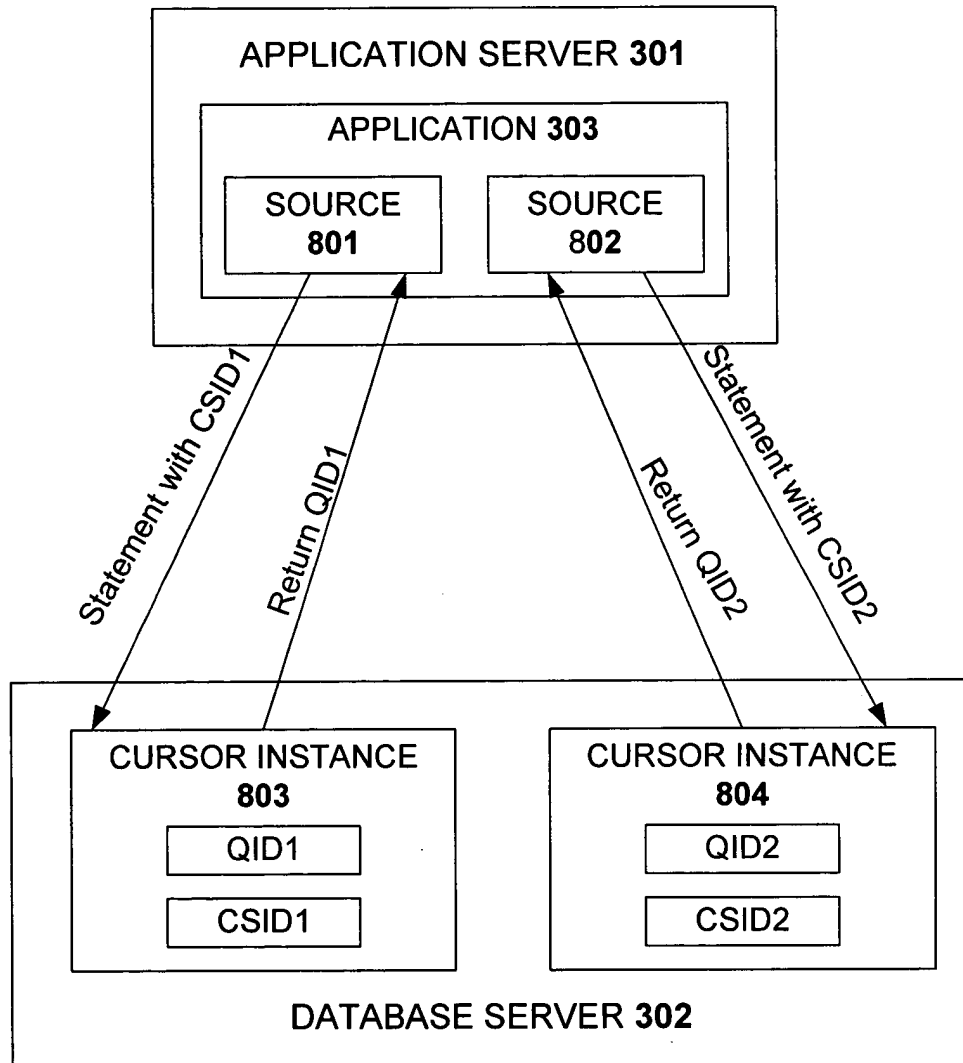 APPLICATION SERVER 301
APPLICATION 303
SOURCE
801
SOURCE
802
Statement with CSID1
Return QID1
Return QID2
Statement with CSID2
CURSOR INSTANCE
803
QID1
CSID1
CURSOR INSTANCE
804
QID2
CSID2
DATABASE SERVER 302